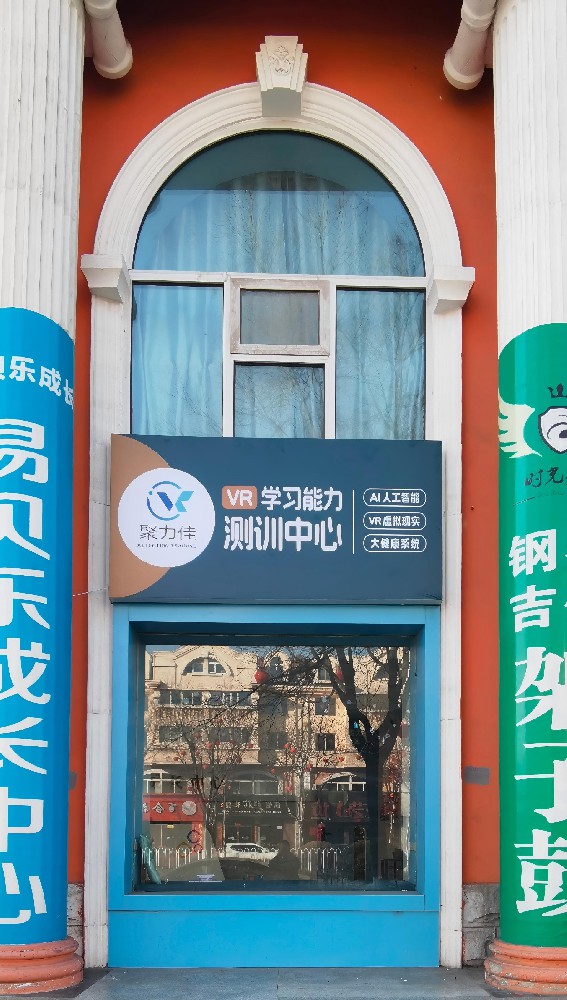 乐成长
易贝乐成长中心
聚力佳
VR 学习能力
测训中心
AI人工智能
VR虚拟现实
大健康系统
时光
钢
吉
架子鼓